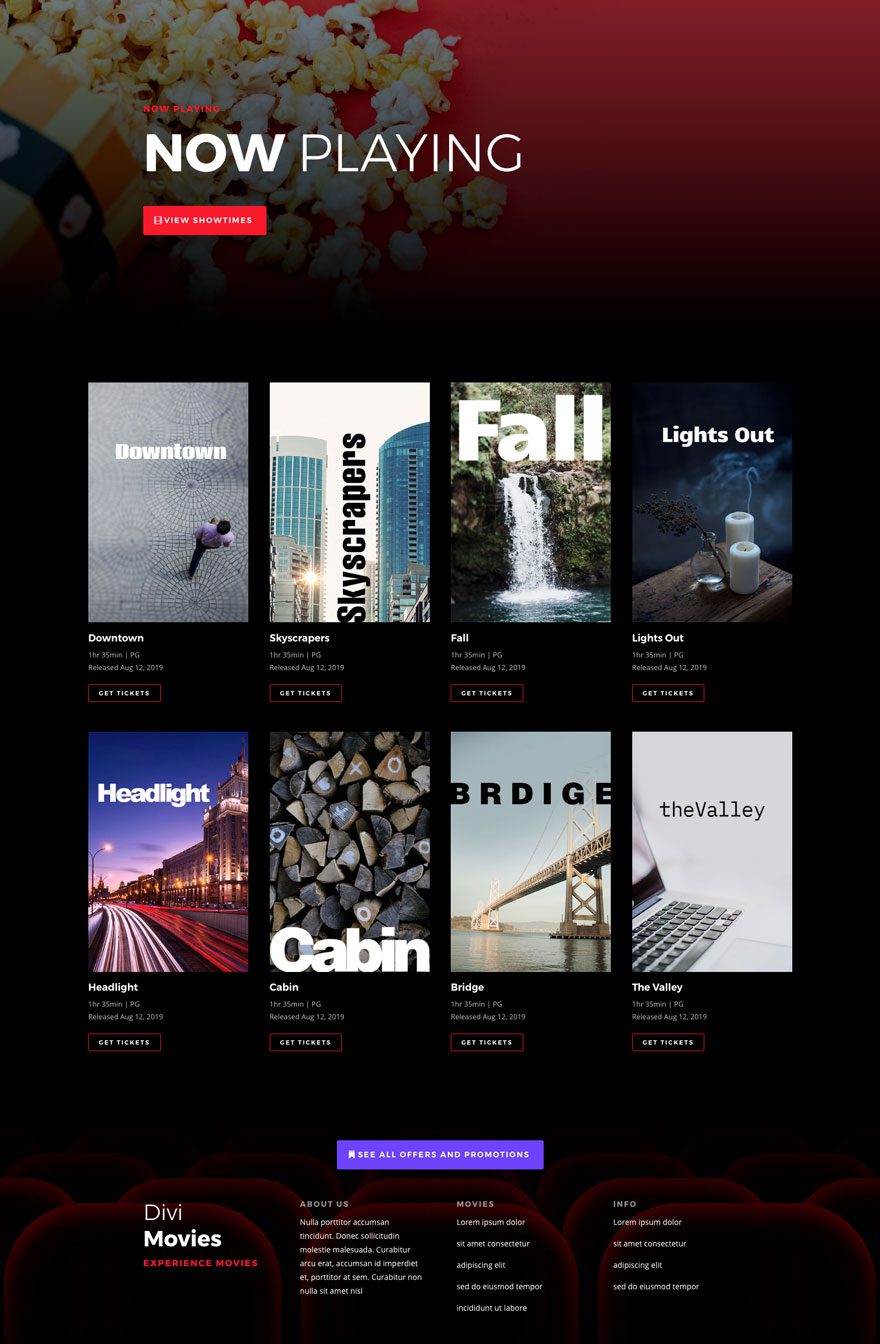 NOW PLAYING
NOW PLAYING
VIEW SHOWTIMES
Downtown
Skyscrapers
Fall
Lights Out
Downtown
1hr 35min | PG
Released Aug 12, 2019
GET TICKETS
Skyscrapers
1hr 35min | PG
Released Aug 12, 2019
GET TICKETS
Fall
1hr 35min | PG
Released Aug 12, 2019
GET TICKETS
Lights Out
1hr 35min | PG
Released Aug 12, 2019
GET TICKETS
Headlight
Cabin
BRDIGE
theValley
Headlight
1hr 35min | PG
Released Aug 12, 2019
GET TICKETS
Cabin
1hr 35min | PG
Released Aug 12, 2019
GET TICKETS
Bridge
1hr 35min | PG
Released Aug 12, 2019
GET TICKETS
The Valley
1hr 35min | PG
Released Aug 12, 2019
GET TICKETS
SEE ALL OFFERS AND PROMOTIONS
Divi
Movies
EXPERIENCE MOVIES
ABOUT US
Nulla porttitor accumsan
tincidunt. Donec sollicitudin
molestie malesuada. Curabitur
arcu erat, accumsan id imperdiet
et, porttitor at sem. Curabitur non
nulla sit amet nisl
MOVIES
Lorem ipsum dolor
sit amet consectetur
adipiscing elit
sed do eiusmod tempor
incididunt ut labore
INFO
Lorem ipsum dolor
sit amet consectetur
adipiscing elit
sed do eiusmod tempor